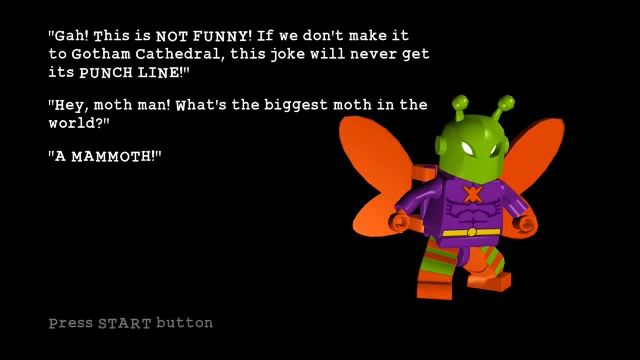 "Gah! This is NOT FUNNY! If we don't make it
to Gotham Cathedral, this joke will never get
its PUNCH LINE!"
"Hey, moth man! What's the biggest moth in the
world?"
"A MAMMOTH!"
Press START button